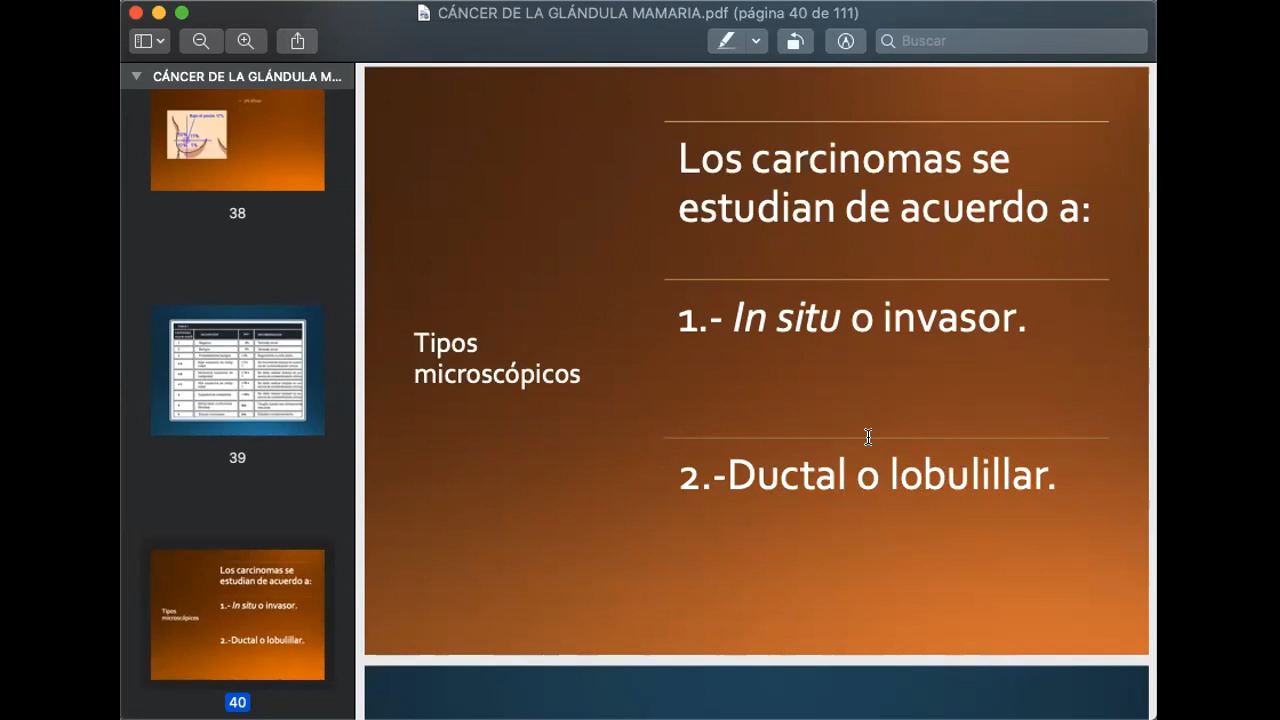 CÁNCER DE LA GLÁNDULA MAMARIA.pdf (página 40 de 111)
Buscar
CÁNCER DE LA GLÁNDULA M...
38
39
Los carcinomas se
estudian de acuerdo a:
1.- In situ o invasor.
Tipos
microscópicos
2.-Ductal o lobulillar.
40
Los carcinomas se
estudian de acuerdo a:
1.- In situ o invasor.
Tipos
microscópicos
2.-Ductal o lobulillar.